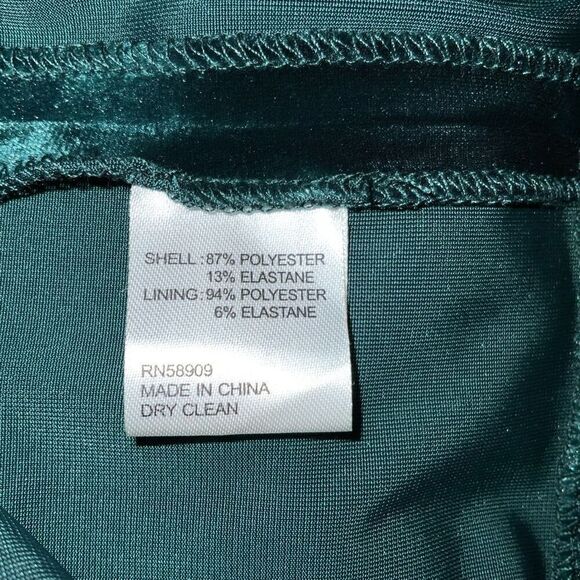 SHELL :87% POLYESTER
13% ELASTANE
LINING:94% POLYESTER
6% ELASTANE
RN58909
MADE IN CHINA
DRY CLEAN